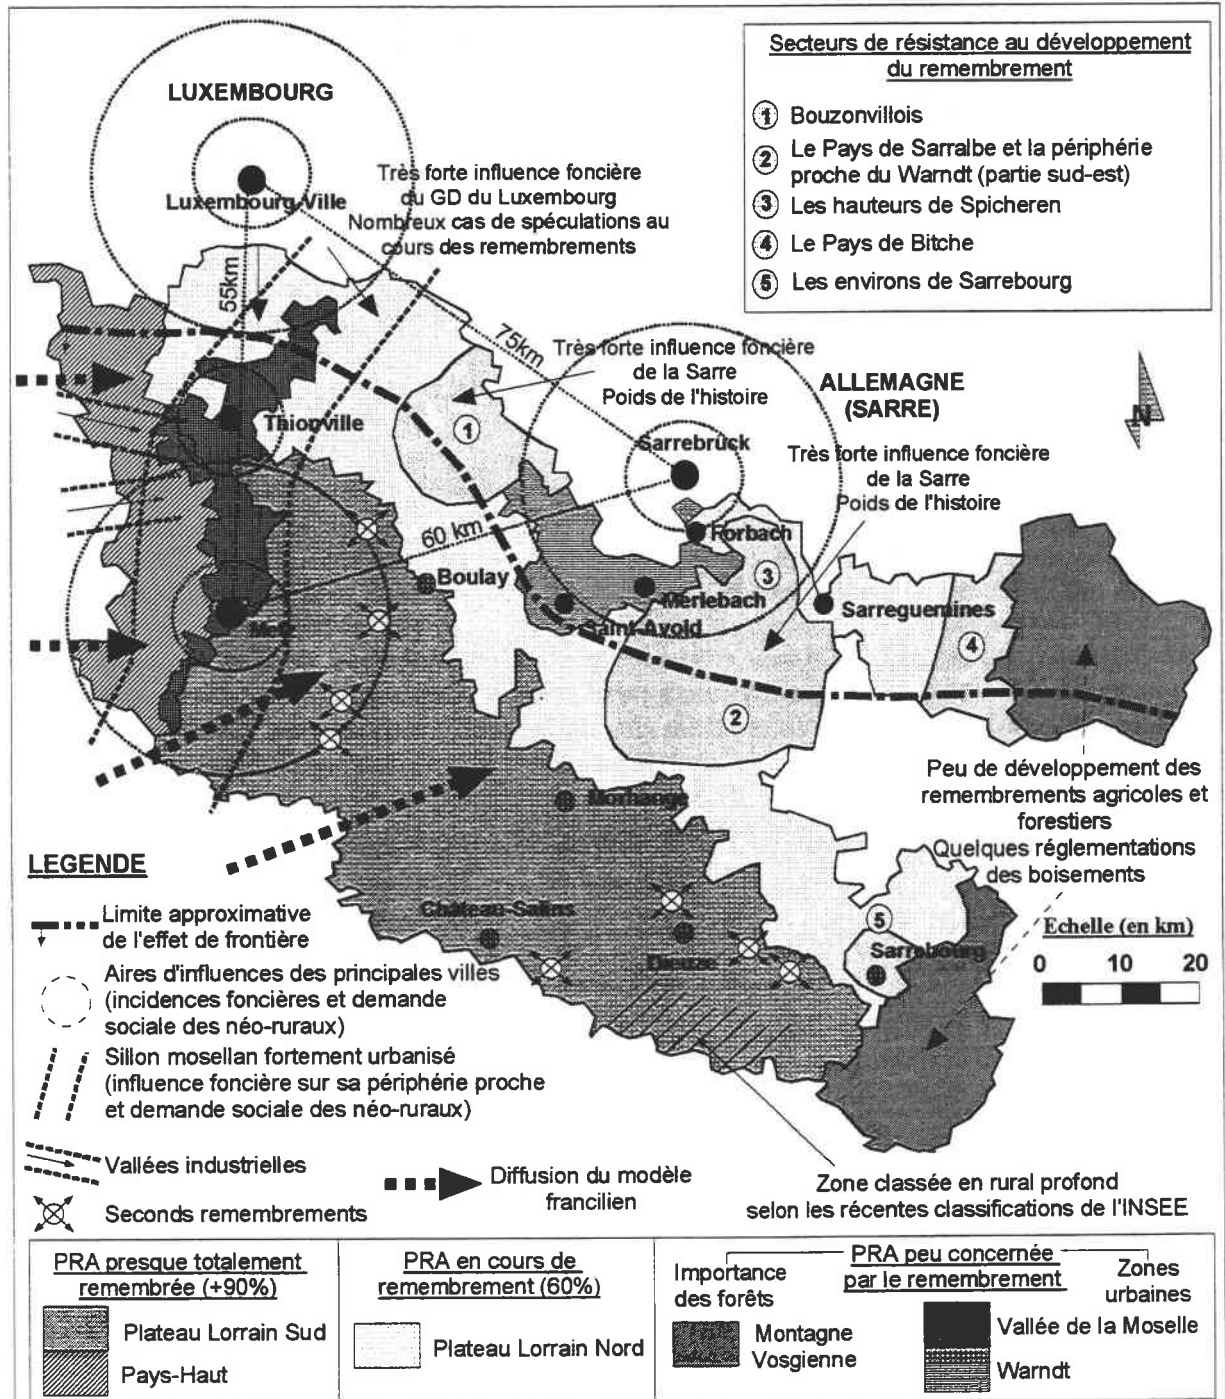 Secteurs de résistance au développement
du remembrement
1 Bouzonvillois
2 Le Pays de Sarralbe et la périphérie
proche du Warndt (partie sud-est)
3 Les hauteurs de Spicheren
4 Le Pays de Bitche
5 Les environs de Sarrebourg
LUXEMBOURG
Luxembourg-Ville
Très forte influence foncière
du GD du Luxembourg
Nombreux cas de spéculations au
cours des remembrements
55km
75km
Très forte influence foncière
de la Sarre
Poids de l'histoire
ALLEMAGNE
(SARRE)
N
Thionville
1
Sarrebrück
Très forte influence foncière
de la Sarre
Poids de l'histoire
60 km
Forbach
Boulay
3
Merlebach
Sarreguemines
Metz
Saint-Avold
4
2
Peu de développement des
remembrements agricoles et
forestiers
Quelques réglementations
des boisements
Morhange
LEGENDE
Limite approximative
de l'effet de frontière
Château-Salins
5
Sarrebourg
Dieuze
Echelle (en km)
0 10 20
Aires d'influences des principales villes
(incidences foncières et demande
sociale des néo-ruraux)
Sillon mosellan fortement urbanisé
(influence foncière sur sa périphérie proche
et demande sociale des néo-ruraux)
Vallées industrielles
Diffusion du modèle
francilien
Seconds remembrements
Zone classée en rural profond
selon les récentes classifications de l'INSEE
PRA presque totalement
remembrée (+90%)
Plateau Lorrain Sud
Pays-Haut
PRA en cours de
remembrement (60%)
Plateau Lorrain Nord
PRA peu concernée
par le remembrement
Importance
des forêts
Zones
urbaines
Montagne
Vosgienne
Vallée de la Moselle
Warndt